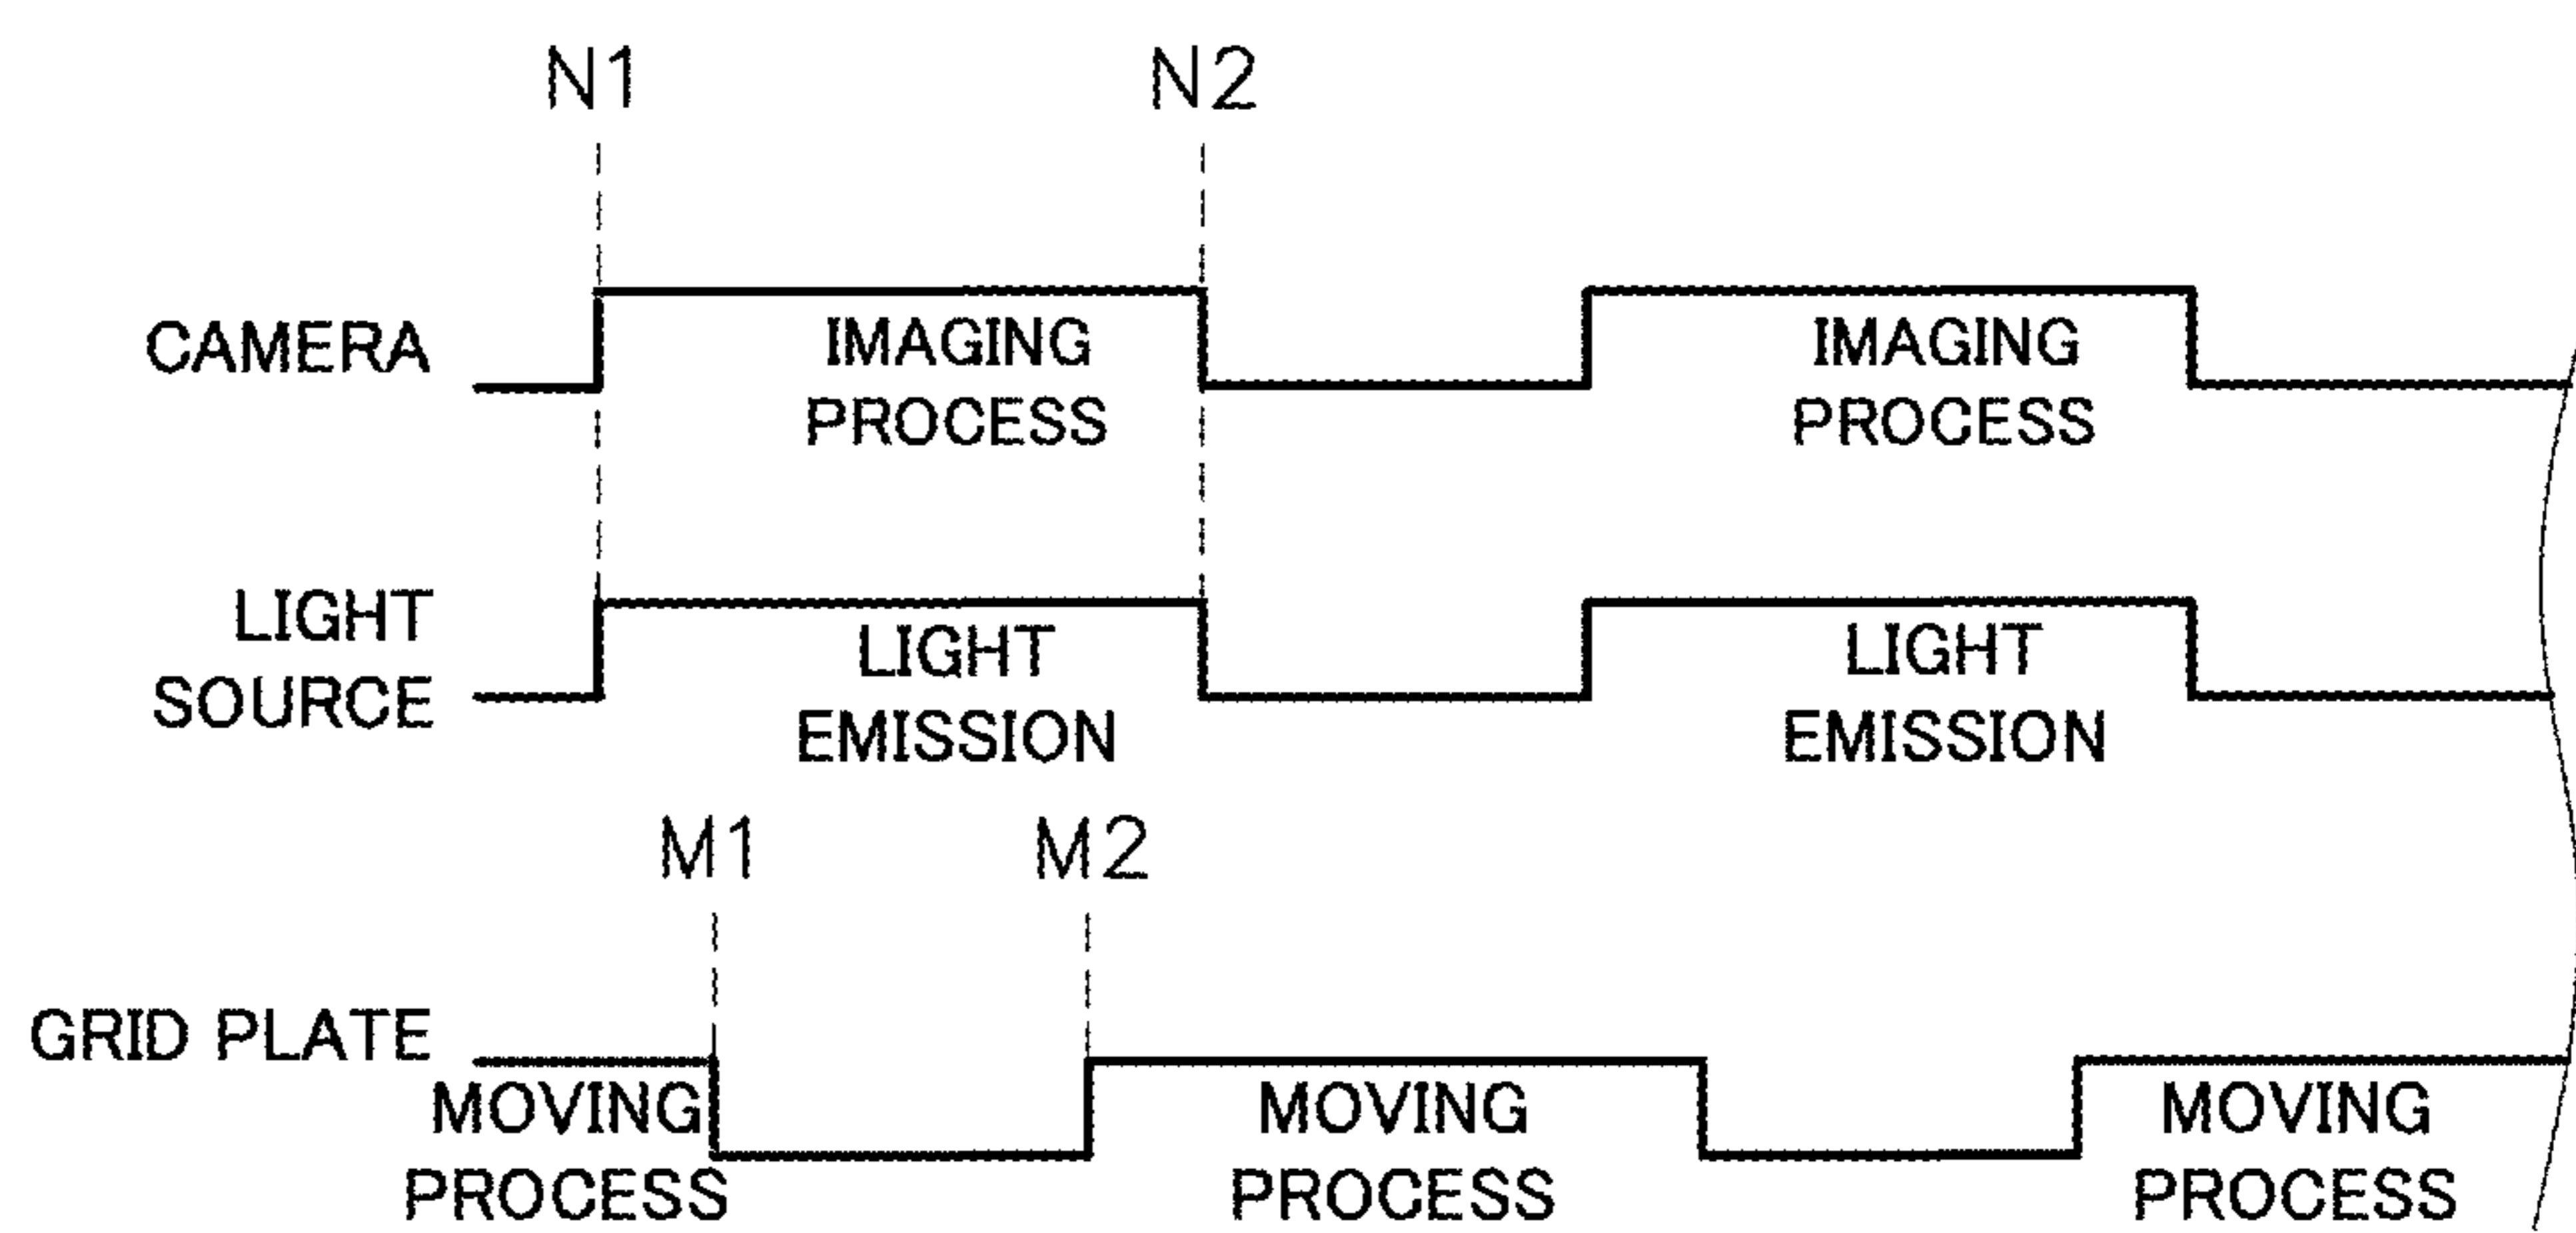 N1 N2
CAMERA
IMAGING
PROCESS
IMAGING
PROCESS
LIGHT
SOURCE
LIGHT
EMISSION
LIGHT
EMISSION
M1 M2
GRID PLATE
MOVING
PROCESS
MOVING
PROCESS
MOVING
PROCESS